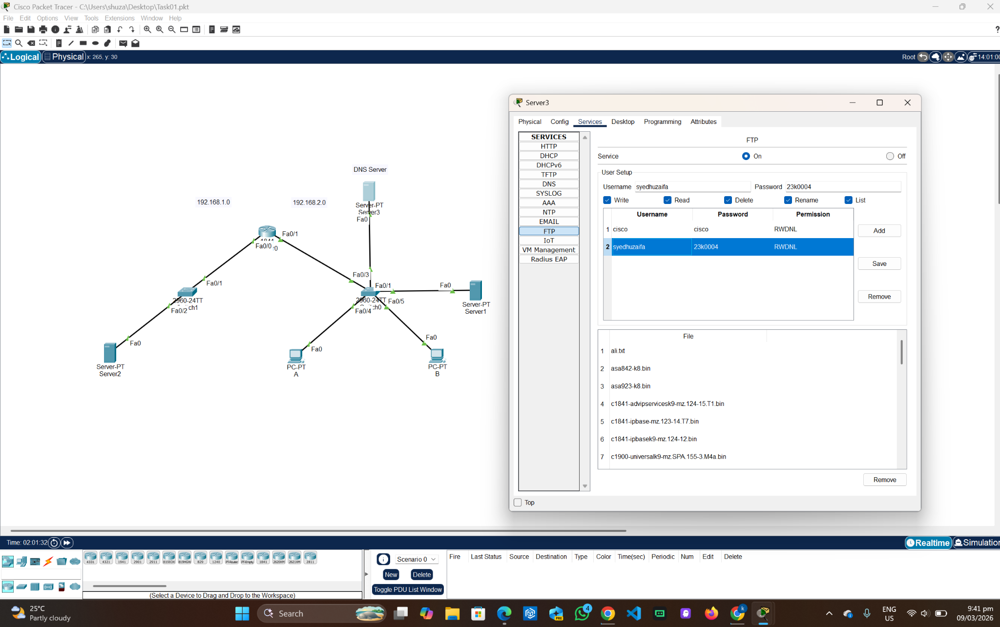 Cisco Packet Tracer - C:\Users\shuza\Desktop\Task01.pkt
File Edit Options View Tools Extensions Window Help
?
Logical Physical x: 265, y: 30
Root 14:01:00
DNS Server
192.168.1.0
192.168.2.0
Server-PT
Server3
Fa0
Fa0/1
1841
Fa0/0 r0
Fa0/3
Fa0/1
Fa0/1
Fa0
2960-24TT
Fa0/2 ch1
2960-24TT Fa0/5
Fa0/4 ch0
Server-PT
Server1
Fa0
Fa0
Fa0
Server-PT
Server2
PC-PT
A
PC-PT
B
Server3
Physical Config Services Desktop Programming Attributes
SERVICES
HTTP
DHCP
DHCPv6
TFTP
DNS
SYSLOG
AAA
NTP
EMAIL
FTP
IoT
VM Management
Radius EAP
FTP
Service On Off
User Setup
Username syedhuzaifa Password 23k0004
Write Read Delete Rename List
Username Password Permission
1 cisco cisco RWDNL
2 syedhuzaifa 23k0004 RWDNL
Add
Save
Remove
File
1 ali.txt
2 asa842-k8.bin
3 asa923-k8.bin
4 c1841-advipservicesk9-mz.124-15.T1.bin
5 c1841-ipbase-mz.123-14.T7.bin
6 c1841-ipbasek9-mz.124-12.bin
7 c1900-universalk9-mz.SPA.155-3.M4a.bin
Remove
Top
Time: 02:01:32
Realtime Simulation
4331 4321 1941 2901 2911 819IOX 819HGW 829 1240 PT-Router PT-Empty 1841 2620XM 2621XM 2811
(Select a Device to Drag and Drop to the Workspace)
Scenario 0
New Delete
Toggle PDU List Window
Fire Last Status Source Destination Type Color Time(sec) Periodic Num Edit Delete
25°C
Partly cloudy
Search
PRE
4
k
ENG
US
9:41 pm
09/03/2026